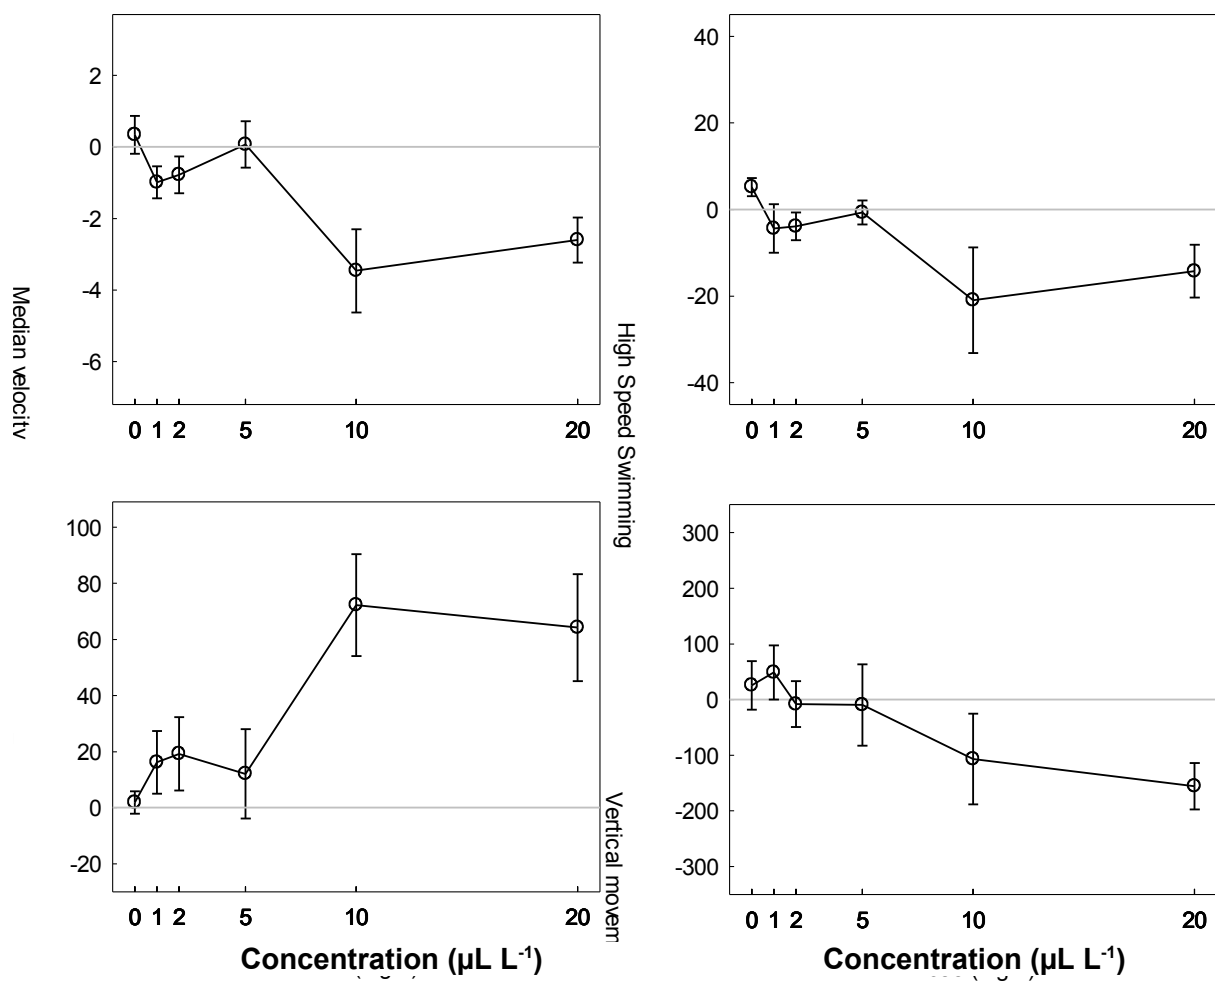 2
0
-2
-4
-6
0 1 2 5 10 20
Median velocity
40
20
0
-20
-40
0 1 2 5 10 20
High Speed Swimming
100
80
60
40
20
0
-20
0 1 2 5 10 20
Concentration (µL L-1)
300
200
100
0
-100
-200
-300
0 1 2 5 10 20
Vertical movem
Concentration (µL L-1)